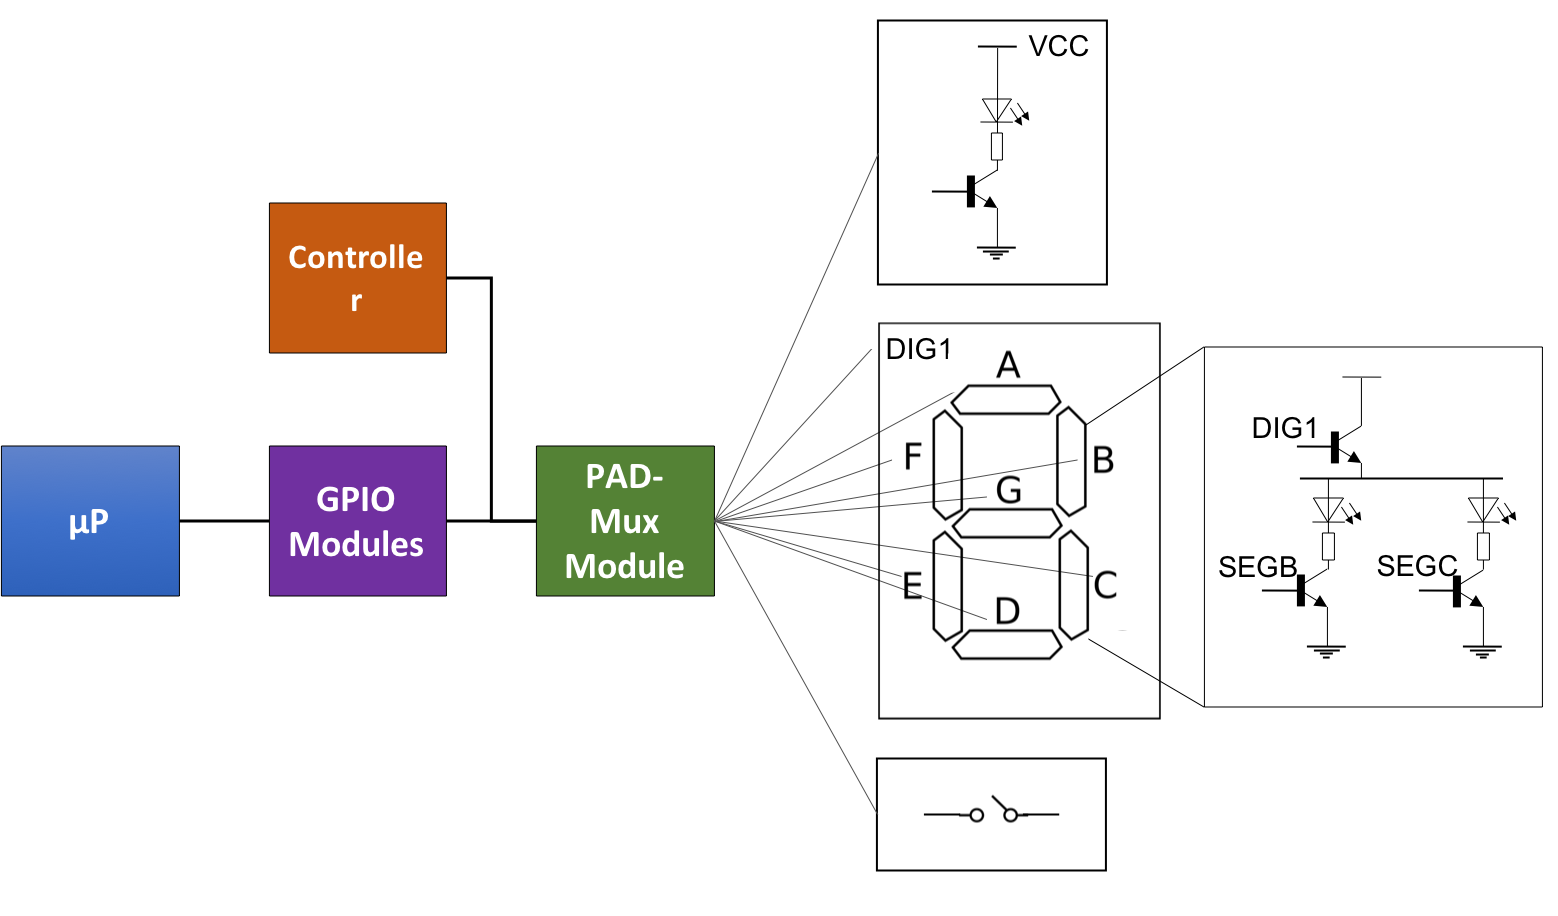 VCC
Controlle
r
µP
GPIO
Modules
PAD-
Mux
Module
DIG1
A
F
B
G
E
C
D
DIG1
SEGB
SEGC